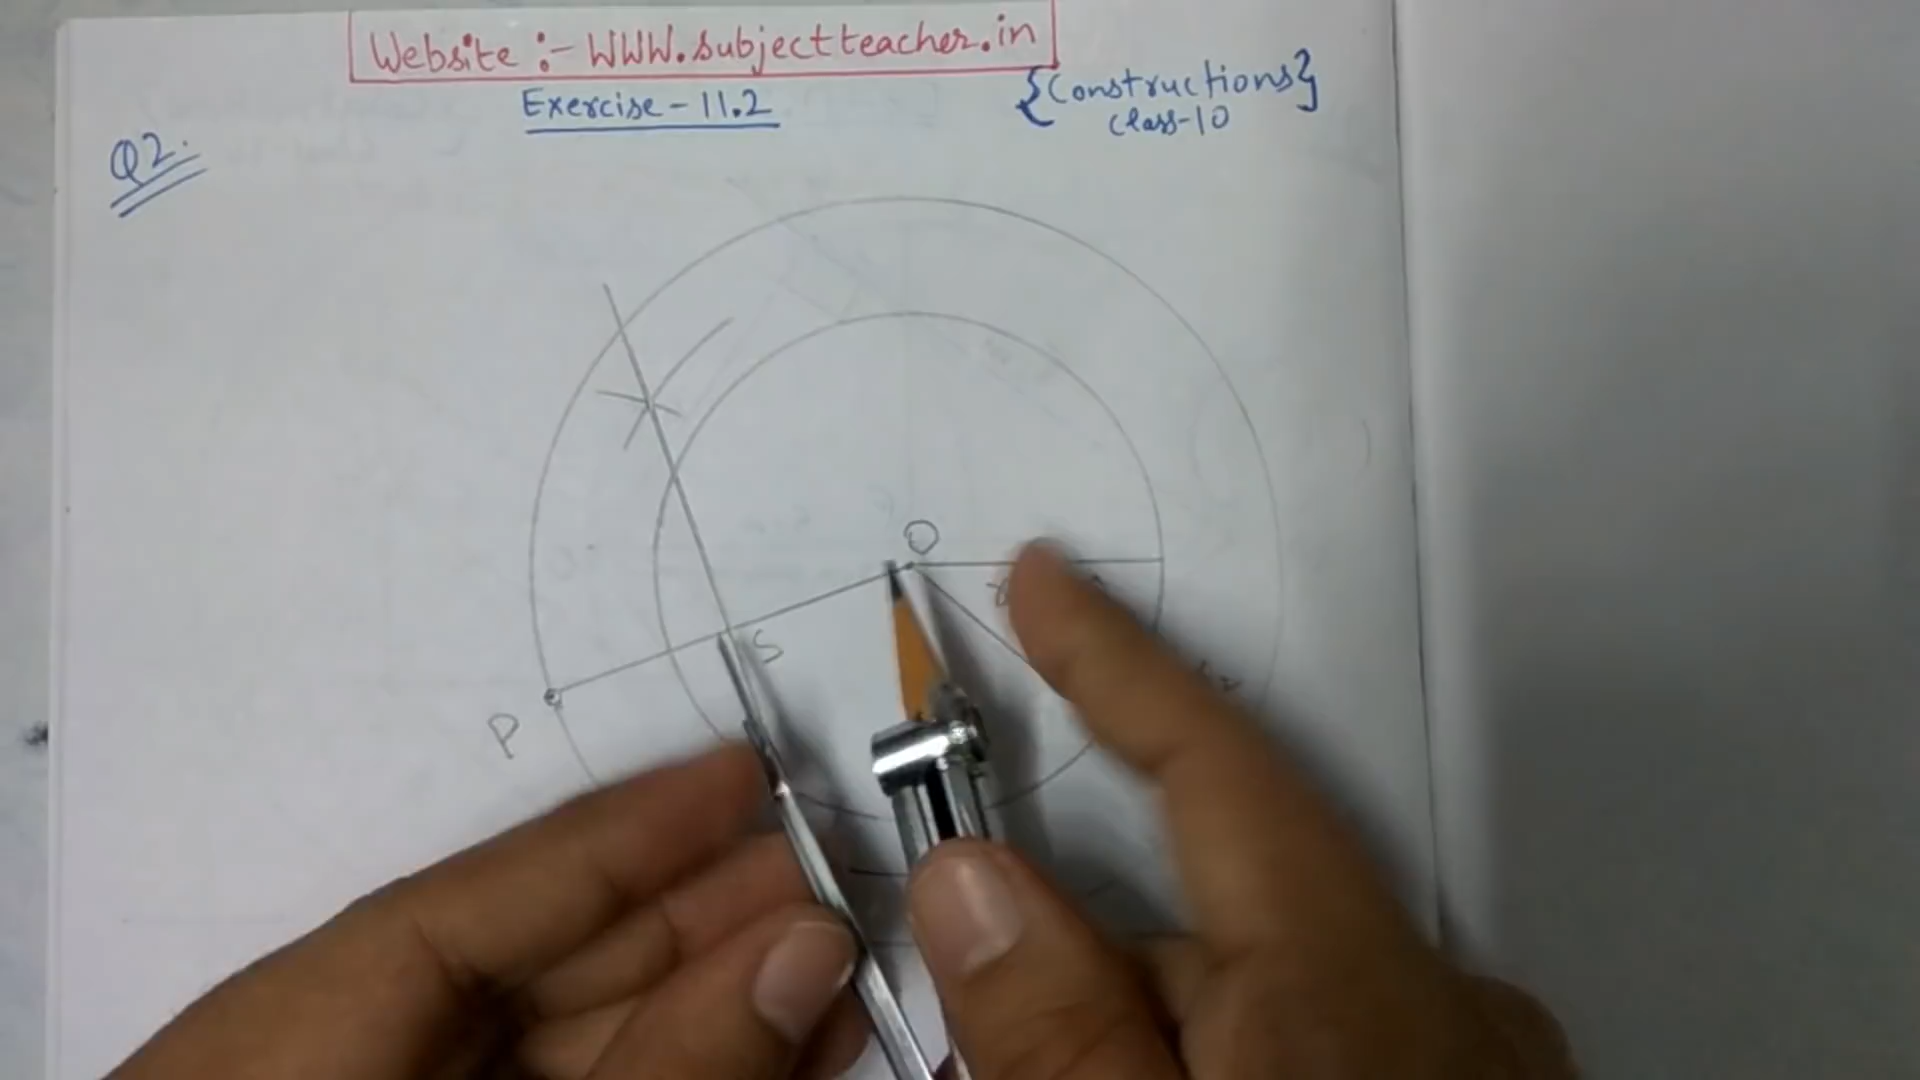 Website :- WWW.subjectteacher.in
Exercise - 11.2
{Constructions}
Class-10
Q2.
O
S
P